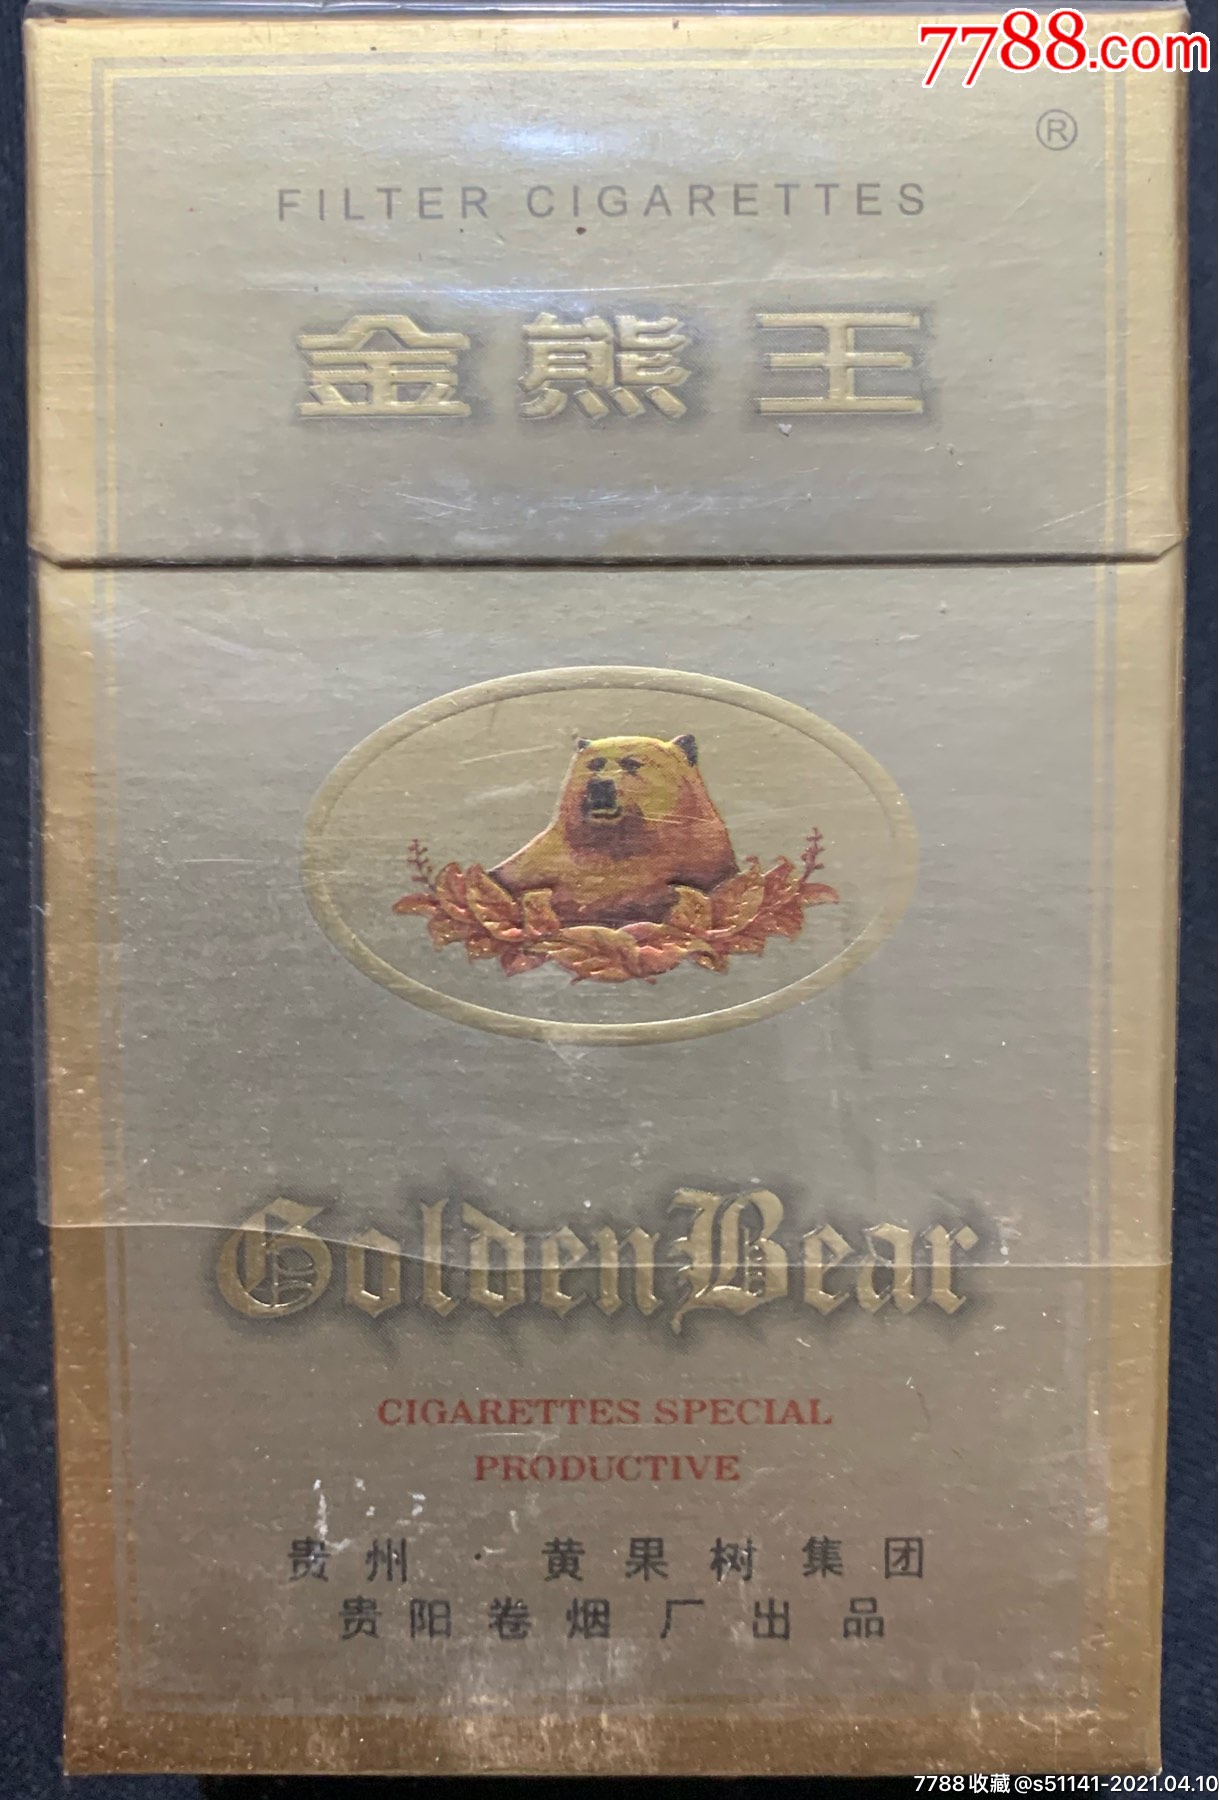 7788.com
®
FILTER CIGARETTES
金熊王
GoldenBear
CIGARETTES SPECIAL
PRODUCTIVE
贵州·黄果树集团
贵阳卷烟厂出品
7788收藏@s51141-2021.04.10